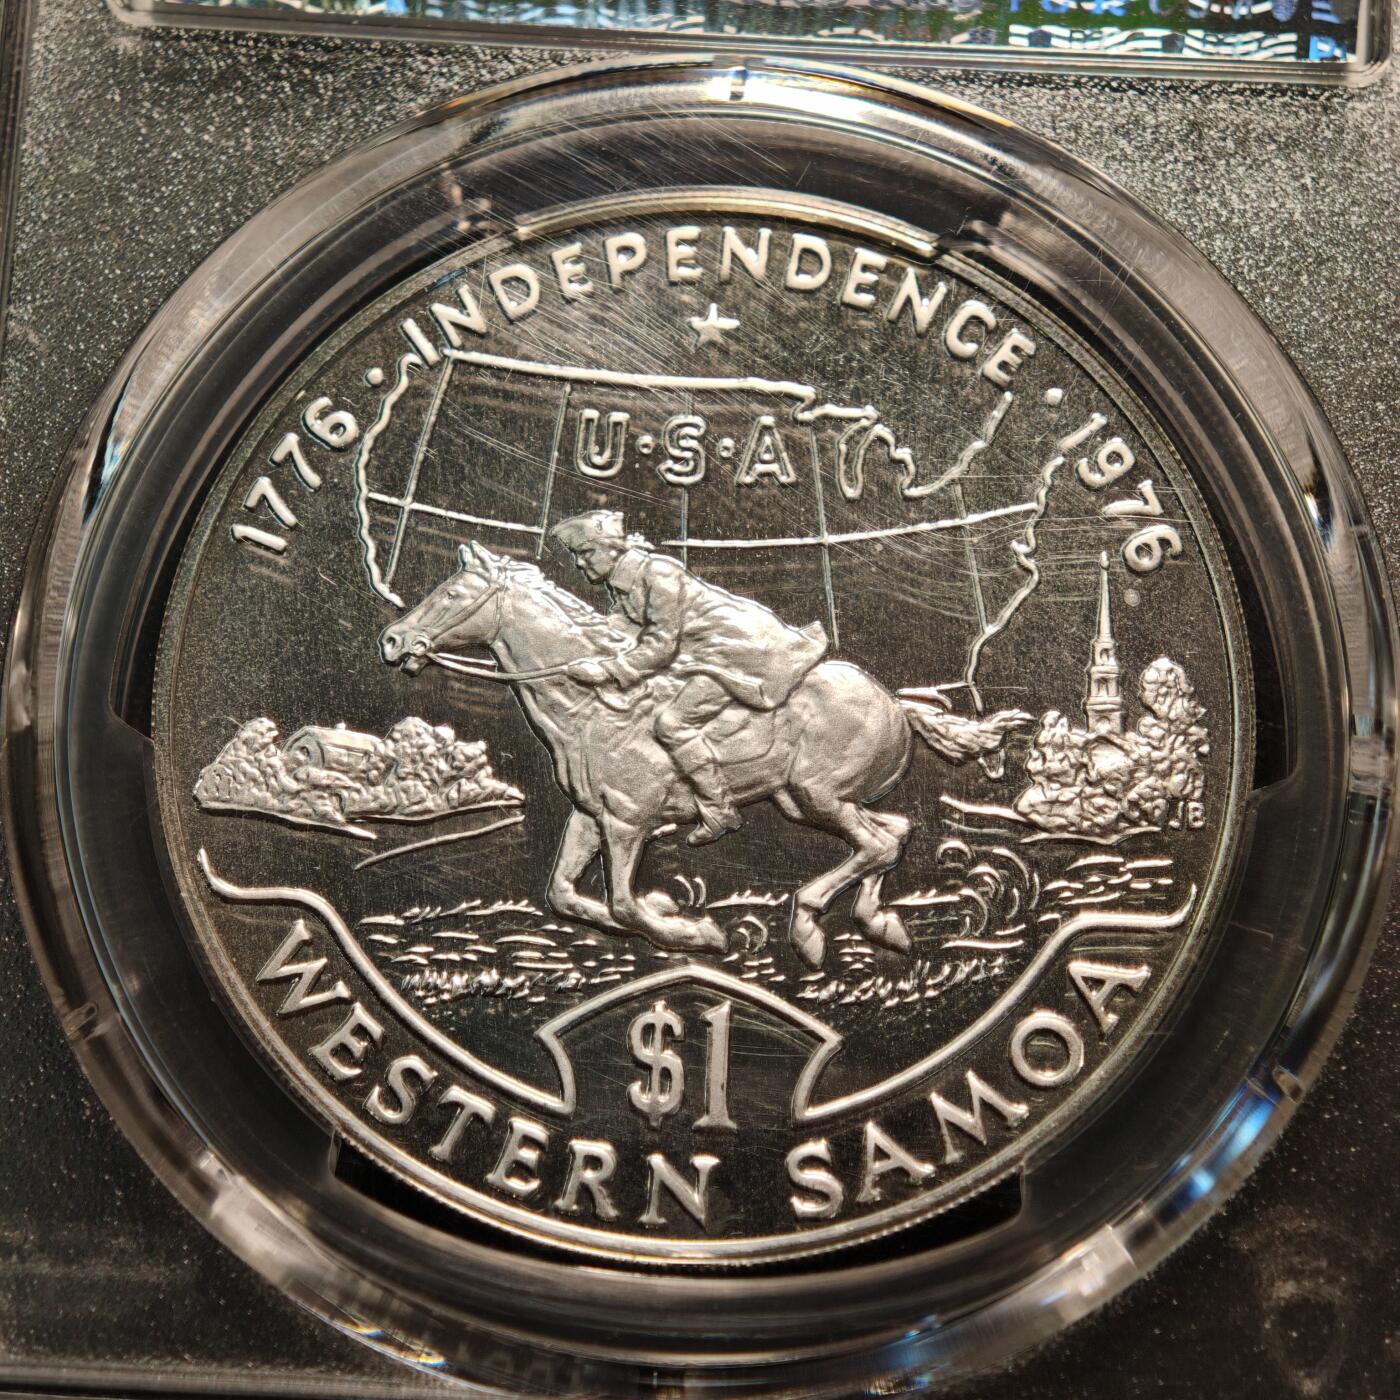 1776 · INDEPENDENCE · 1976
U·S·A
JB
$1
WESTERN SAMOA